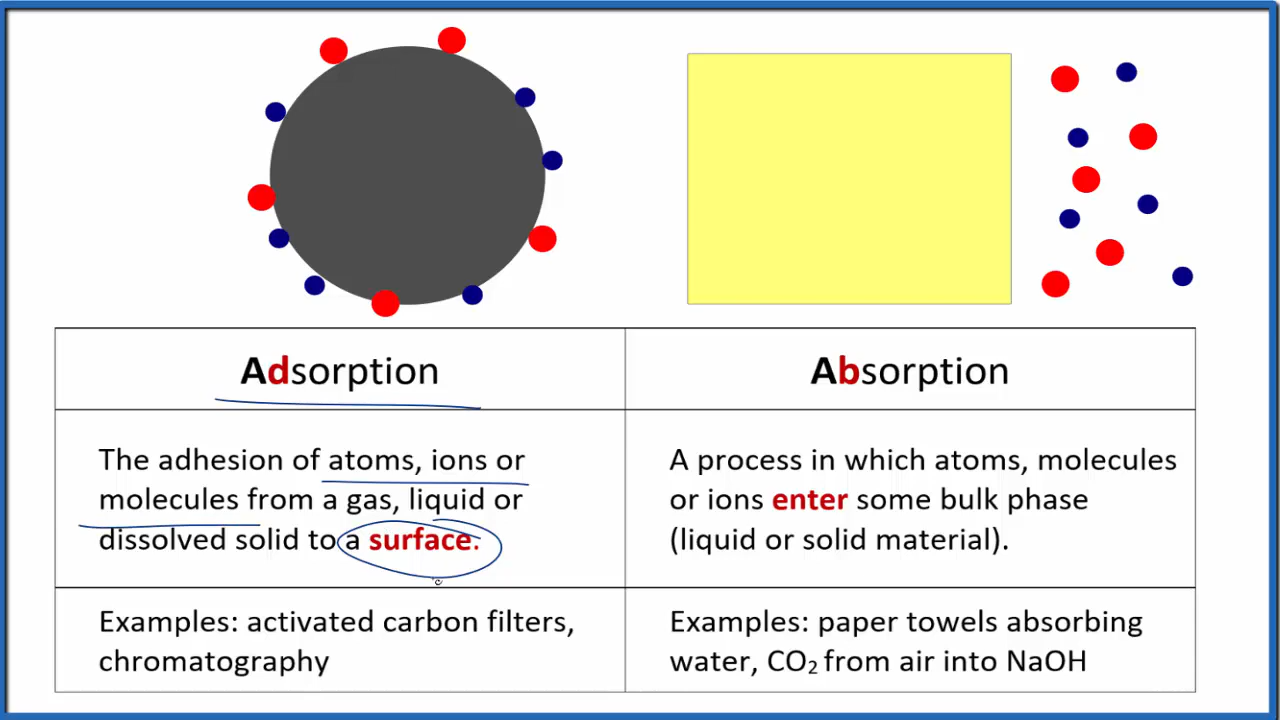 Adsorption
Absorption
The adhesion of atoms, ions or
molecules from a gas, liquid or
dissolved solid to a surface.
A process in which atoms, molecules
or ions enter some bulk phase
(liquid or solid material).
Examples: activated carbon filters,
chromatography
Examples: paper towels absorbing
water, CO₂ from air into NaOH